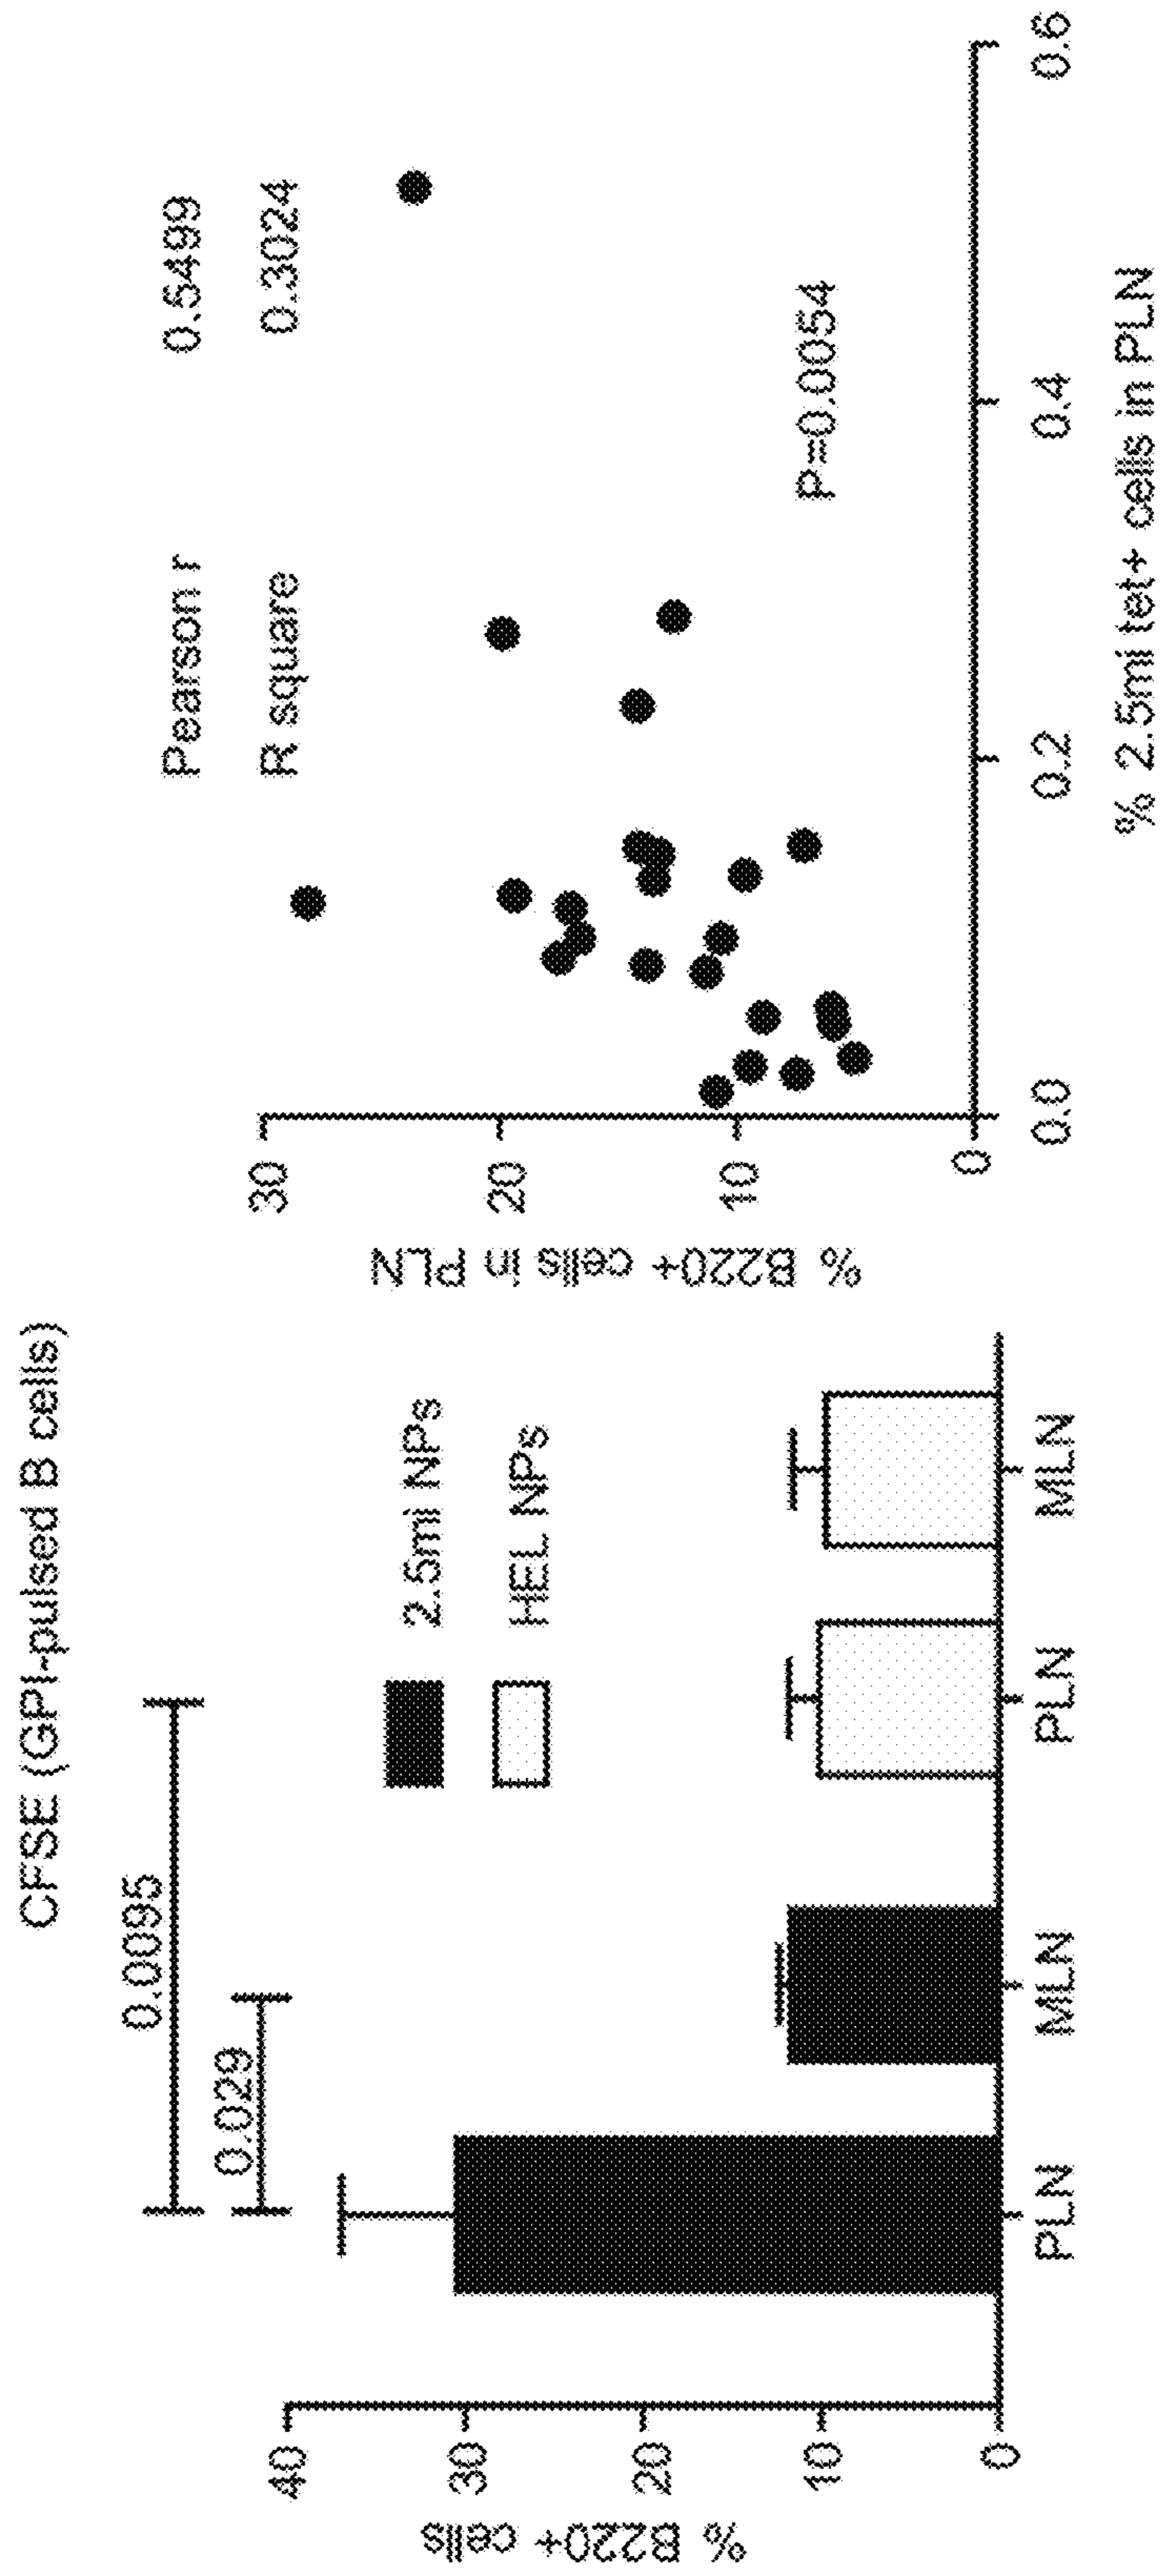 CFSE (GPI-pulsed B cells)
0.0095
0.029
2.5mi NPs
HEL NPs
% B220+ cells
40
30
20
10
0
PLN
MLN
PLN
MLN
Pearson r 0.5499
R square 0.3024
P=0.0054
% B220+ cells in PLN
30
20
10
0
0.0
0.2
0.4
0.6
% 2.5mi tet+ cells in PLN